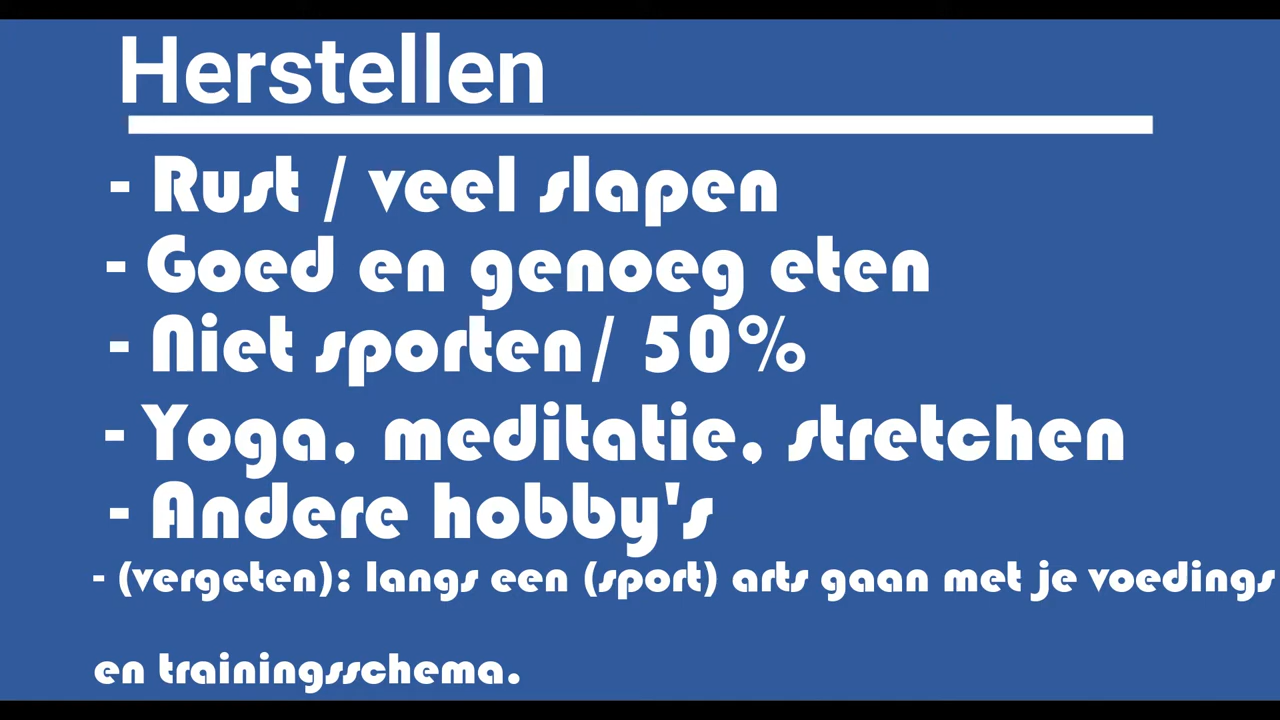 Herstellen
- Rust / veel slapen
- Goed en genoeg eten
- Niet sporten/ 50%
- Yoga, meditatie, stretchen
- Andere hobby's
- (vergeten): langs een (sport) arts gaan met je voedings
en trainingsschema.